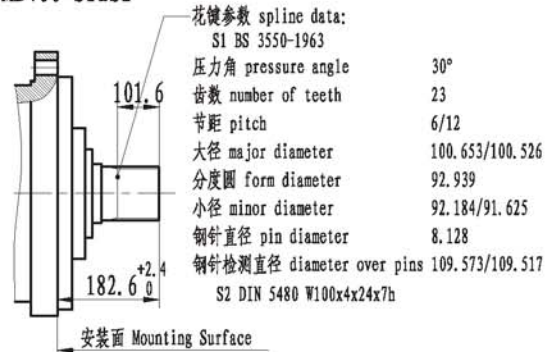 花键参数 spline data:
S1 BS 3550-1963
压力角 pressure angle 30°
齿数 number of teeth 23
节距 pitch 6/12
大径 major diameter 100.653/100.526
分度圆 form diameter 92.939
小径 minor diameter 92.184/91.625
钢针直径 pin diameter 8.128
钢针检测直径 diameter over pins 109.573/109.517
S2 DIN 5480 W100x4x24x7h
101.6
182.6 +2.4 0
安装面 Mounting Surface